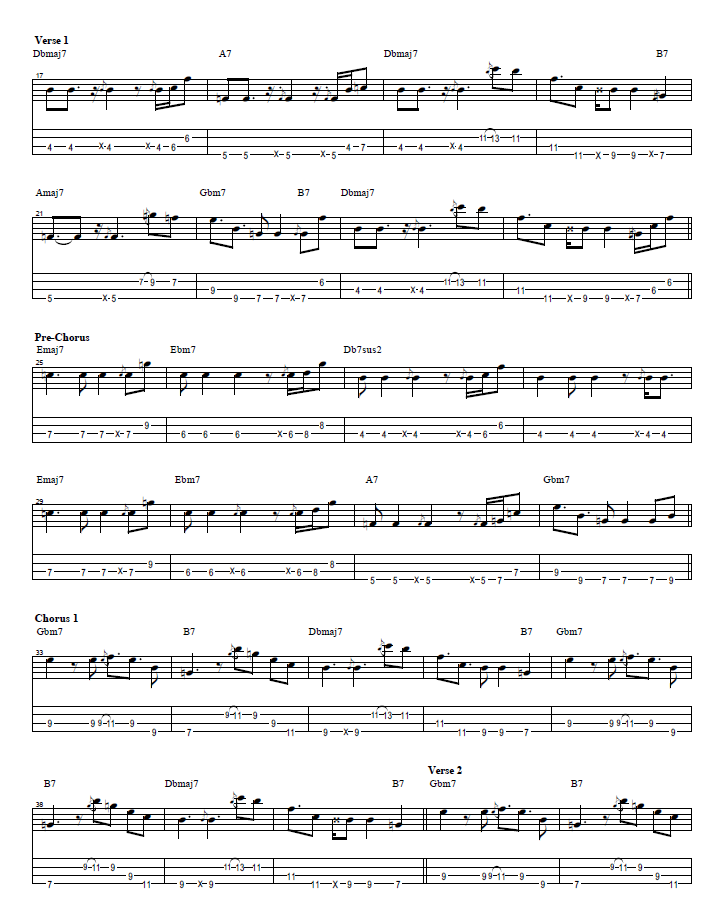 Verse 1
Dbmaj7 A7 Dbmaj7 B7
17
4 4 X 4 X 4 6 6 5 5 X 5 X 5 4 7 4 4 X 4 11 13 11 11 11 X 9 9 X 7
Amaj7 Gbm7 B7 Dbmaj7
21
5 X 5 7 9 7 9 9 7 7 X 7 6 4 4 X 4 11 13 11 11 11 X 9 9 X 7 6 6
Pre-Chorus
Emaj7 Ebm7 Db7sus2
25
7 7 7 X 7 9 6 6 6 X 6 8 8 4 4 X 4 X 4 6 6 4 4 4 X 4 4
Emaj7 Ebm7 A7 Gbm7
29
7 7 7 X 7 9 6 6 X 6 X 6 8 8 5 5 X 5 X 5 7 7 9 9 7 7 7 9
Chorus 1
Gbm7 B7 Dbmaj7 B7 Gbm7
33
9 9 9 11 9 9 7 9 11 9 9 11 9 X 9 11 13 11 11 11 9 9 7 9 9 9 11 9 9
Verse 2
B7 Dbmaj7 B7 Gbm7 B7
38
7 9 11 9 9 11 9 X 9 11 13 11 11 11 X 9 9 7 9 9 9 11 9 9 7 9 11 9 9 11